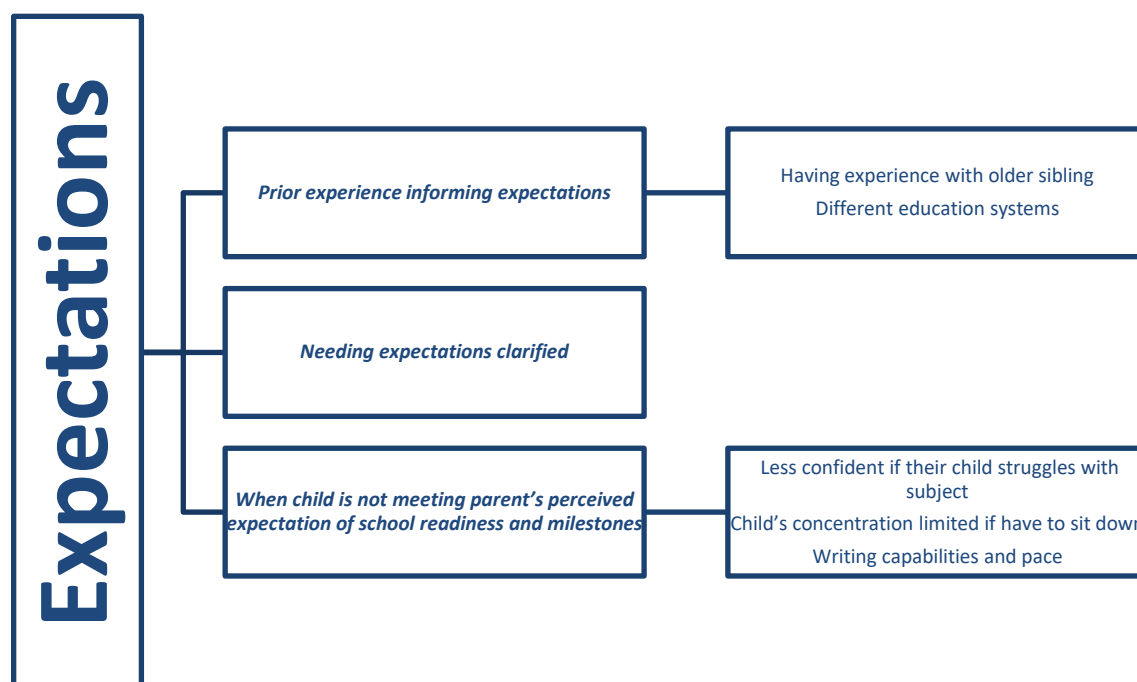 Expectations
Prior experience informing expectations
Having experience with older sibling
Different education systems
Needing expectations clarified
When child is not meeting parent’s perceived
expectation of school readiness and milestones
Less confident if their child struggles with
subject
Child’s concentration limited if have to sit down
Writing capabilities and pace